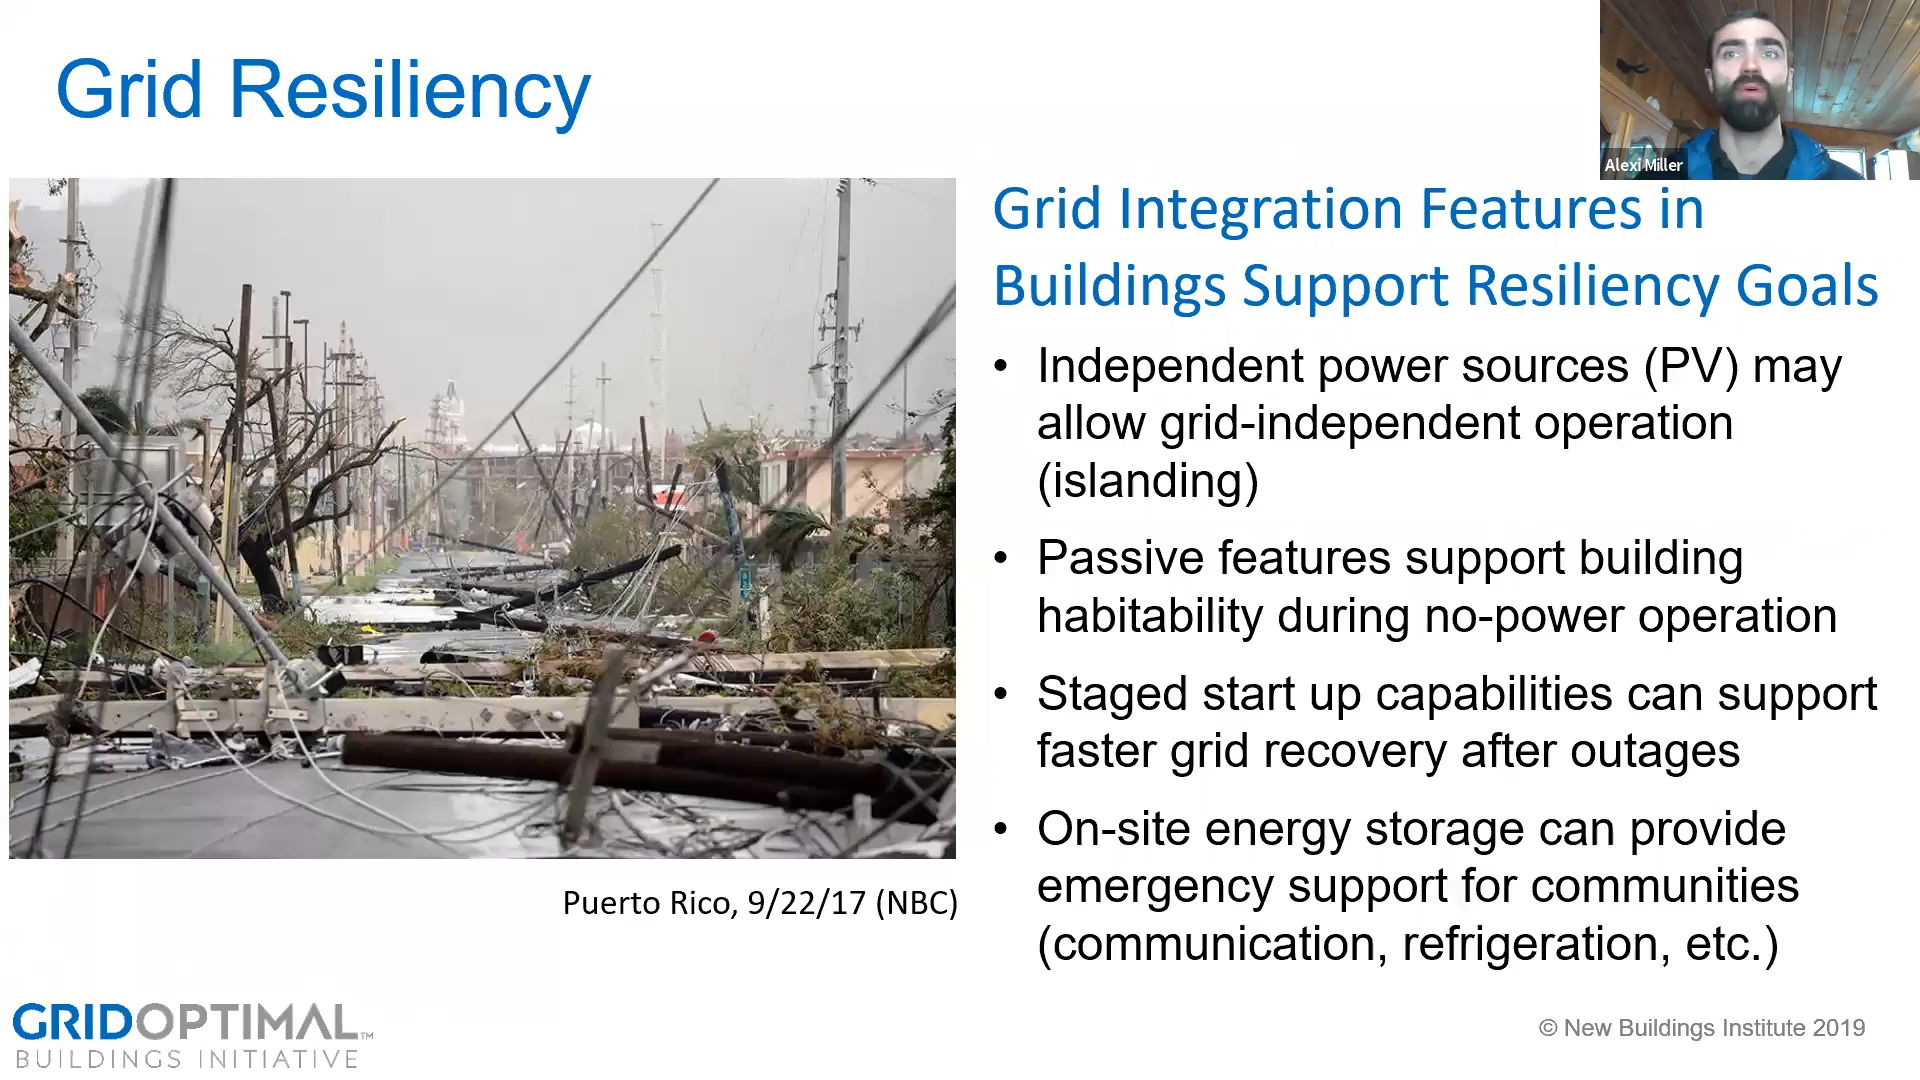 Grid Resiliency
Alexi Miller
Grid Integration Features in
Buildings Support Resiliency Goals
• Independent power sources (PV) may
allow grid-independent operation
(islanding)
• Passive features support building
habitability during no-power operation
• Staged start up capabilities can support
faster grid recovery after outages
• On-site energy storage can provide
emergency support for communities
(communication, refrigeration, etc.)
Puerto Rico, 9/22/17 (NBC)
GRIDOPTIMAL™
BUILDINGS INITIATIVE
© New Buildings Institute 2019